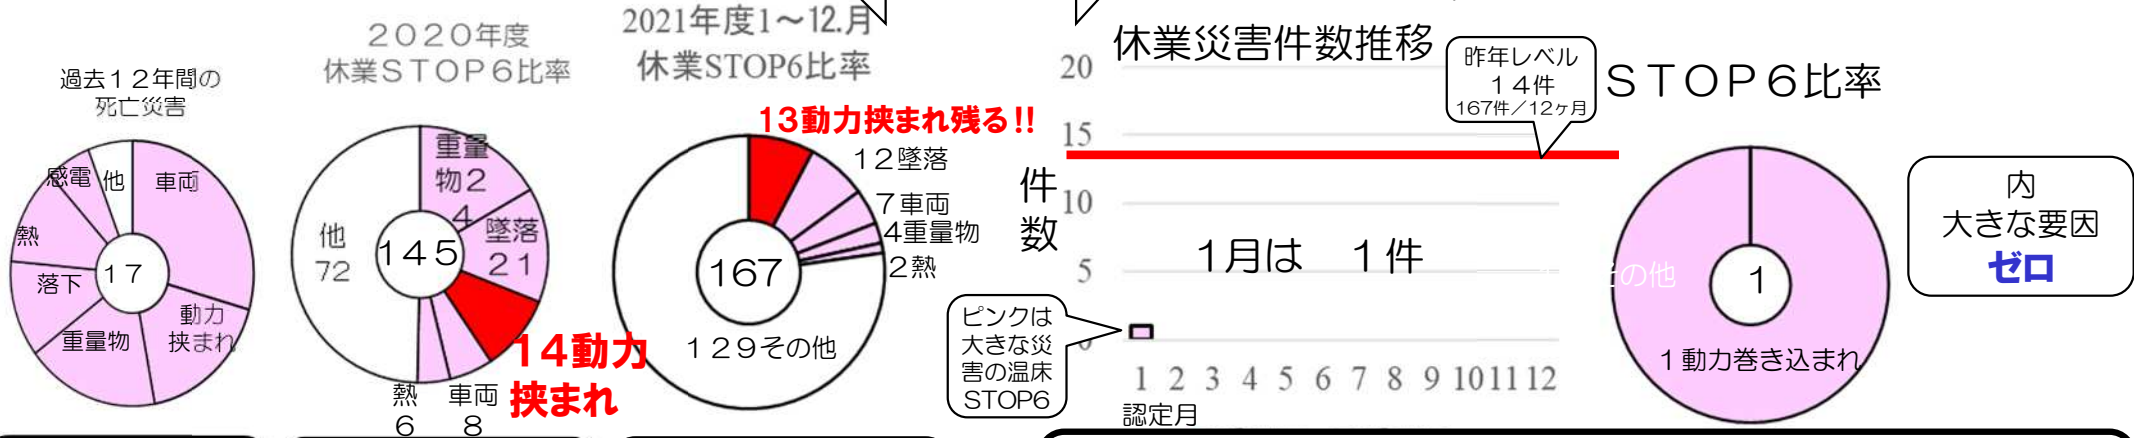 過去１２年間の
死亡災害
感電
他
車両
熱
落下
17
重量物
動力
挟まれ
２０２０年度
休業ＳＴＯＰ６比率
重量
物２
４
他
72
145
墜落
２１
14動力
挟まれ
熱
6
車両
8
2021年度1～12.月
休業STOP6比率
13動力挟まれ残る!!
１２墜落
７車両
4重量物
２熱
167
１２９その他
休業災害件数推移
昨年レベル
１４件
167件／12ヶ月
20
15
10
5
0
件
数
１月は　１件
ピンクは
大きな災
害の温床
STOP6
1 2 3 4 5 6 7 8 9 10 11 12
認定月
ＳＴＯＰ６比率
その他
1
１動力巻き込まれ
内
大きな要因
ゼロ